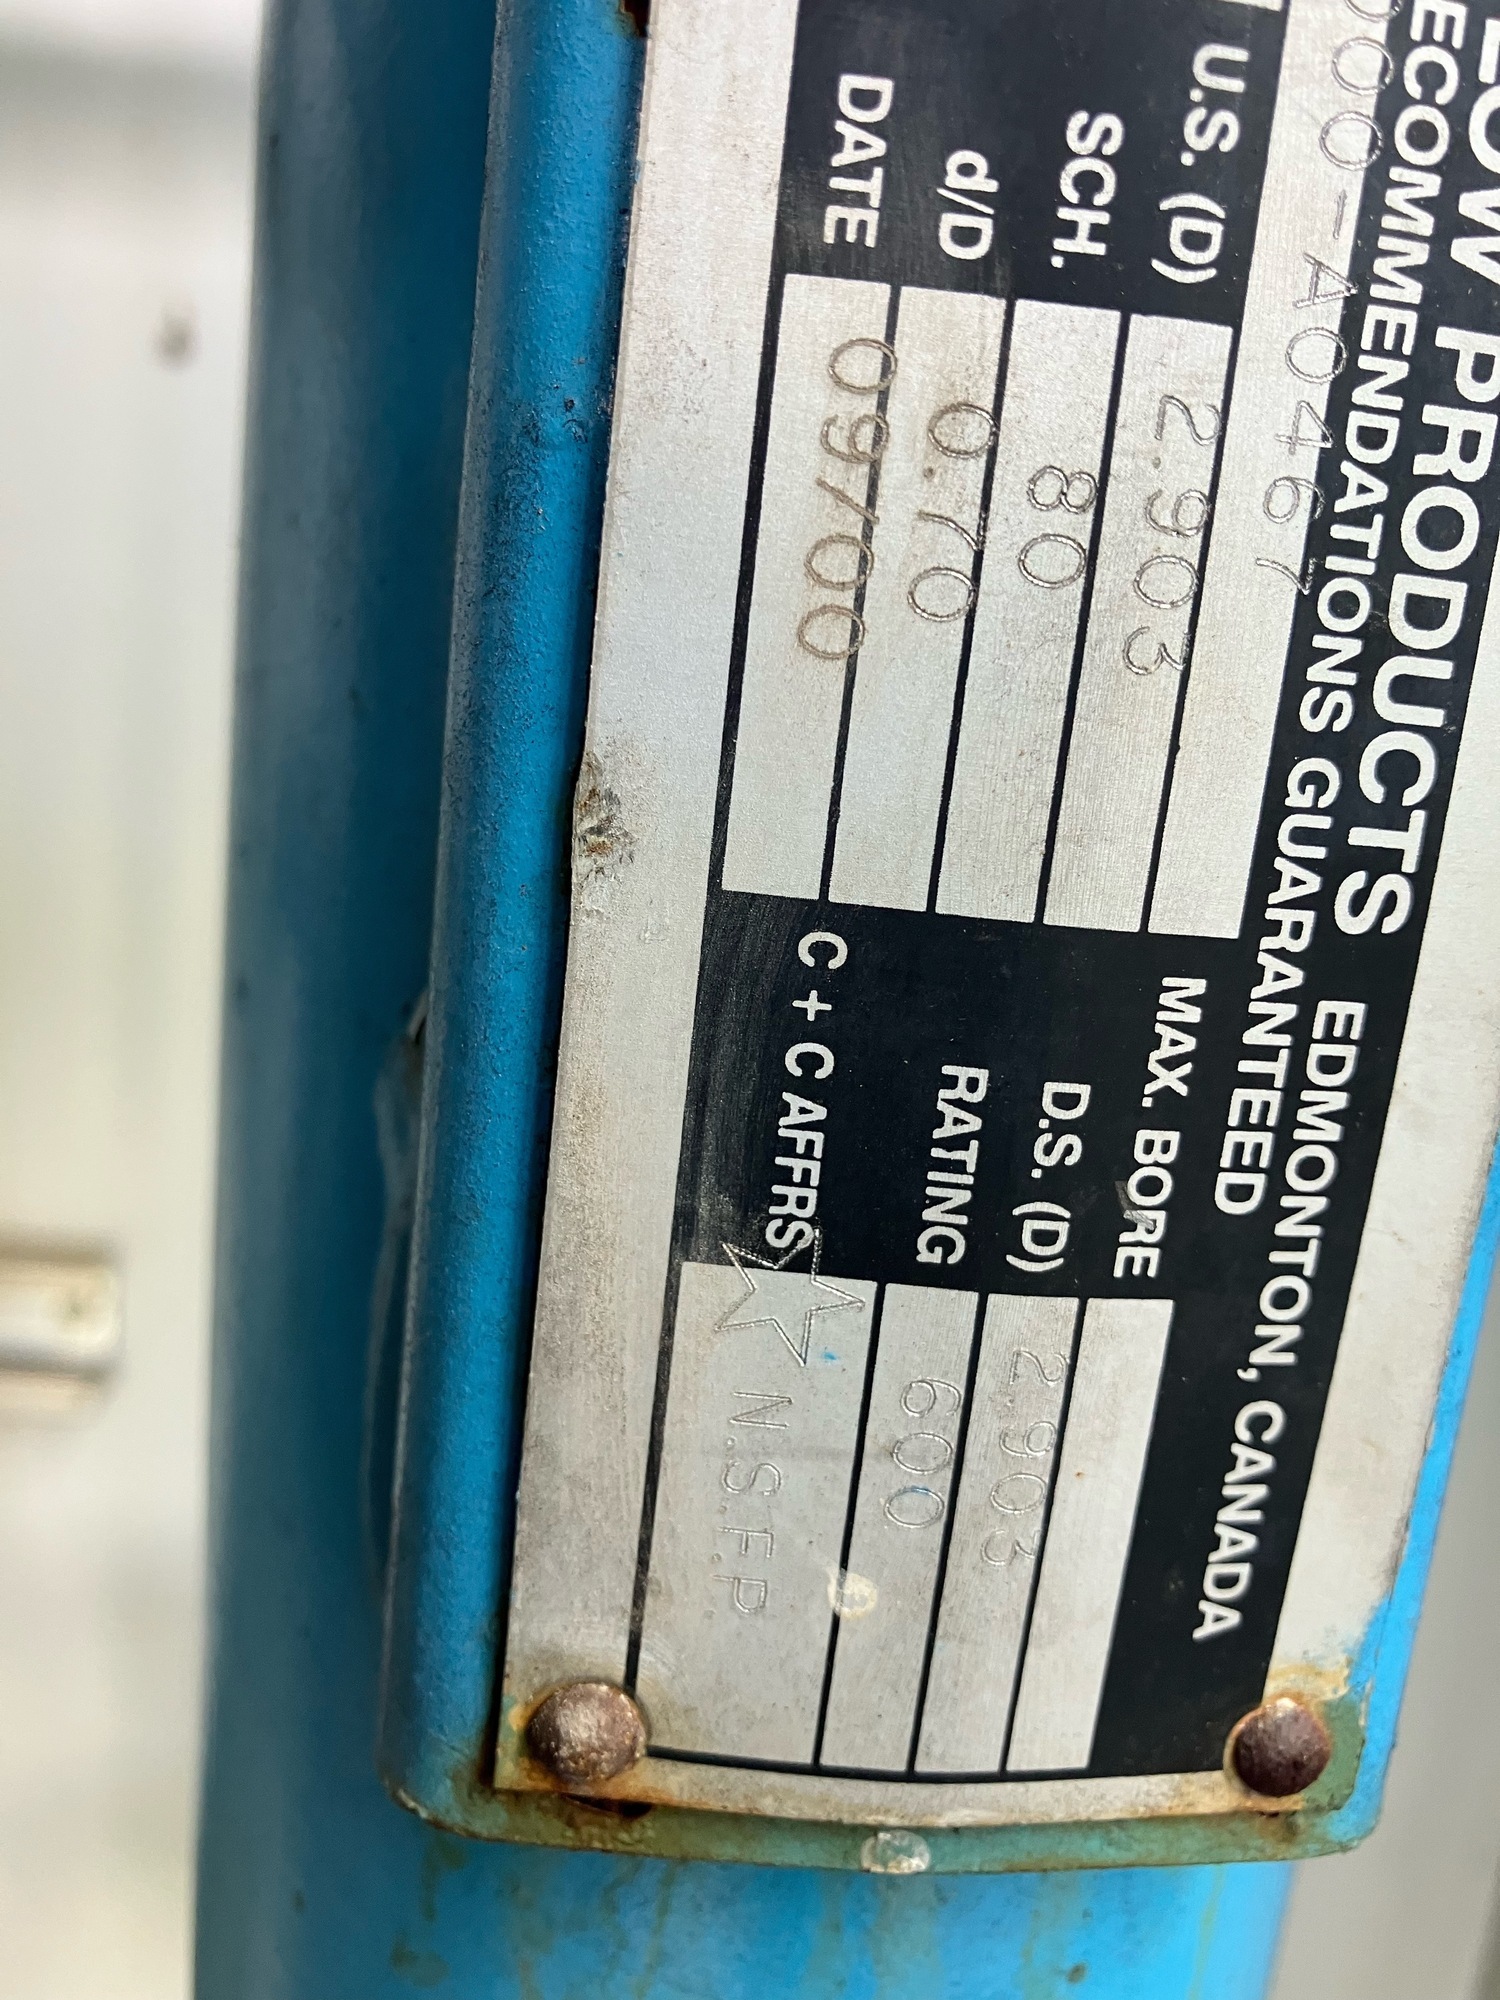 PRODUCTS EDMONTON, CANADA
RECOMMENDATIONS GUARANTEED
000-A0467
U.S. (D) 2.903 MAX. BORE
SCH. 80 D.S. (D) 2.903
d/D 0.70 RATING 600
DATE 09/00 C + C AFFRS ☆ N.S.F.P